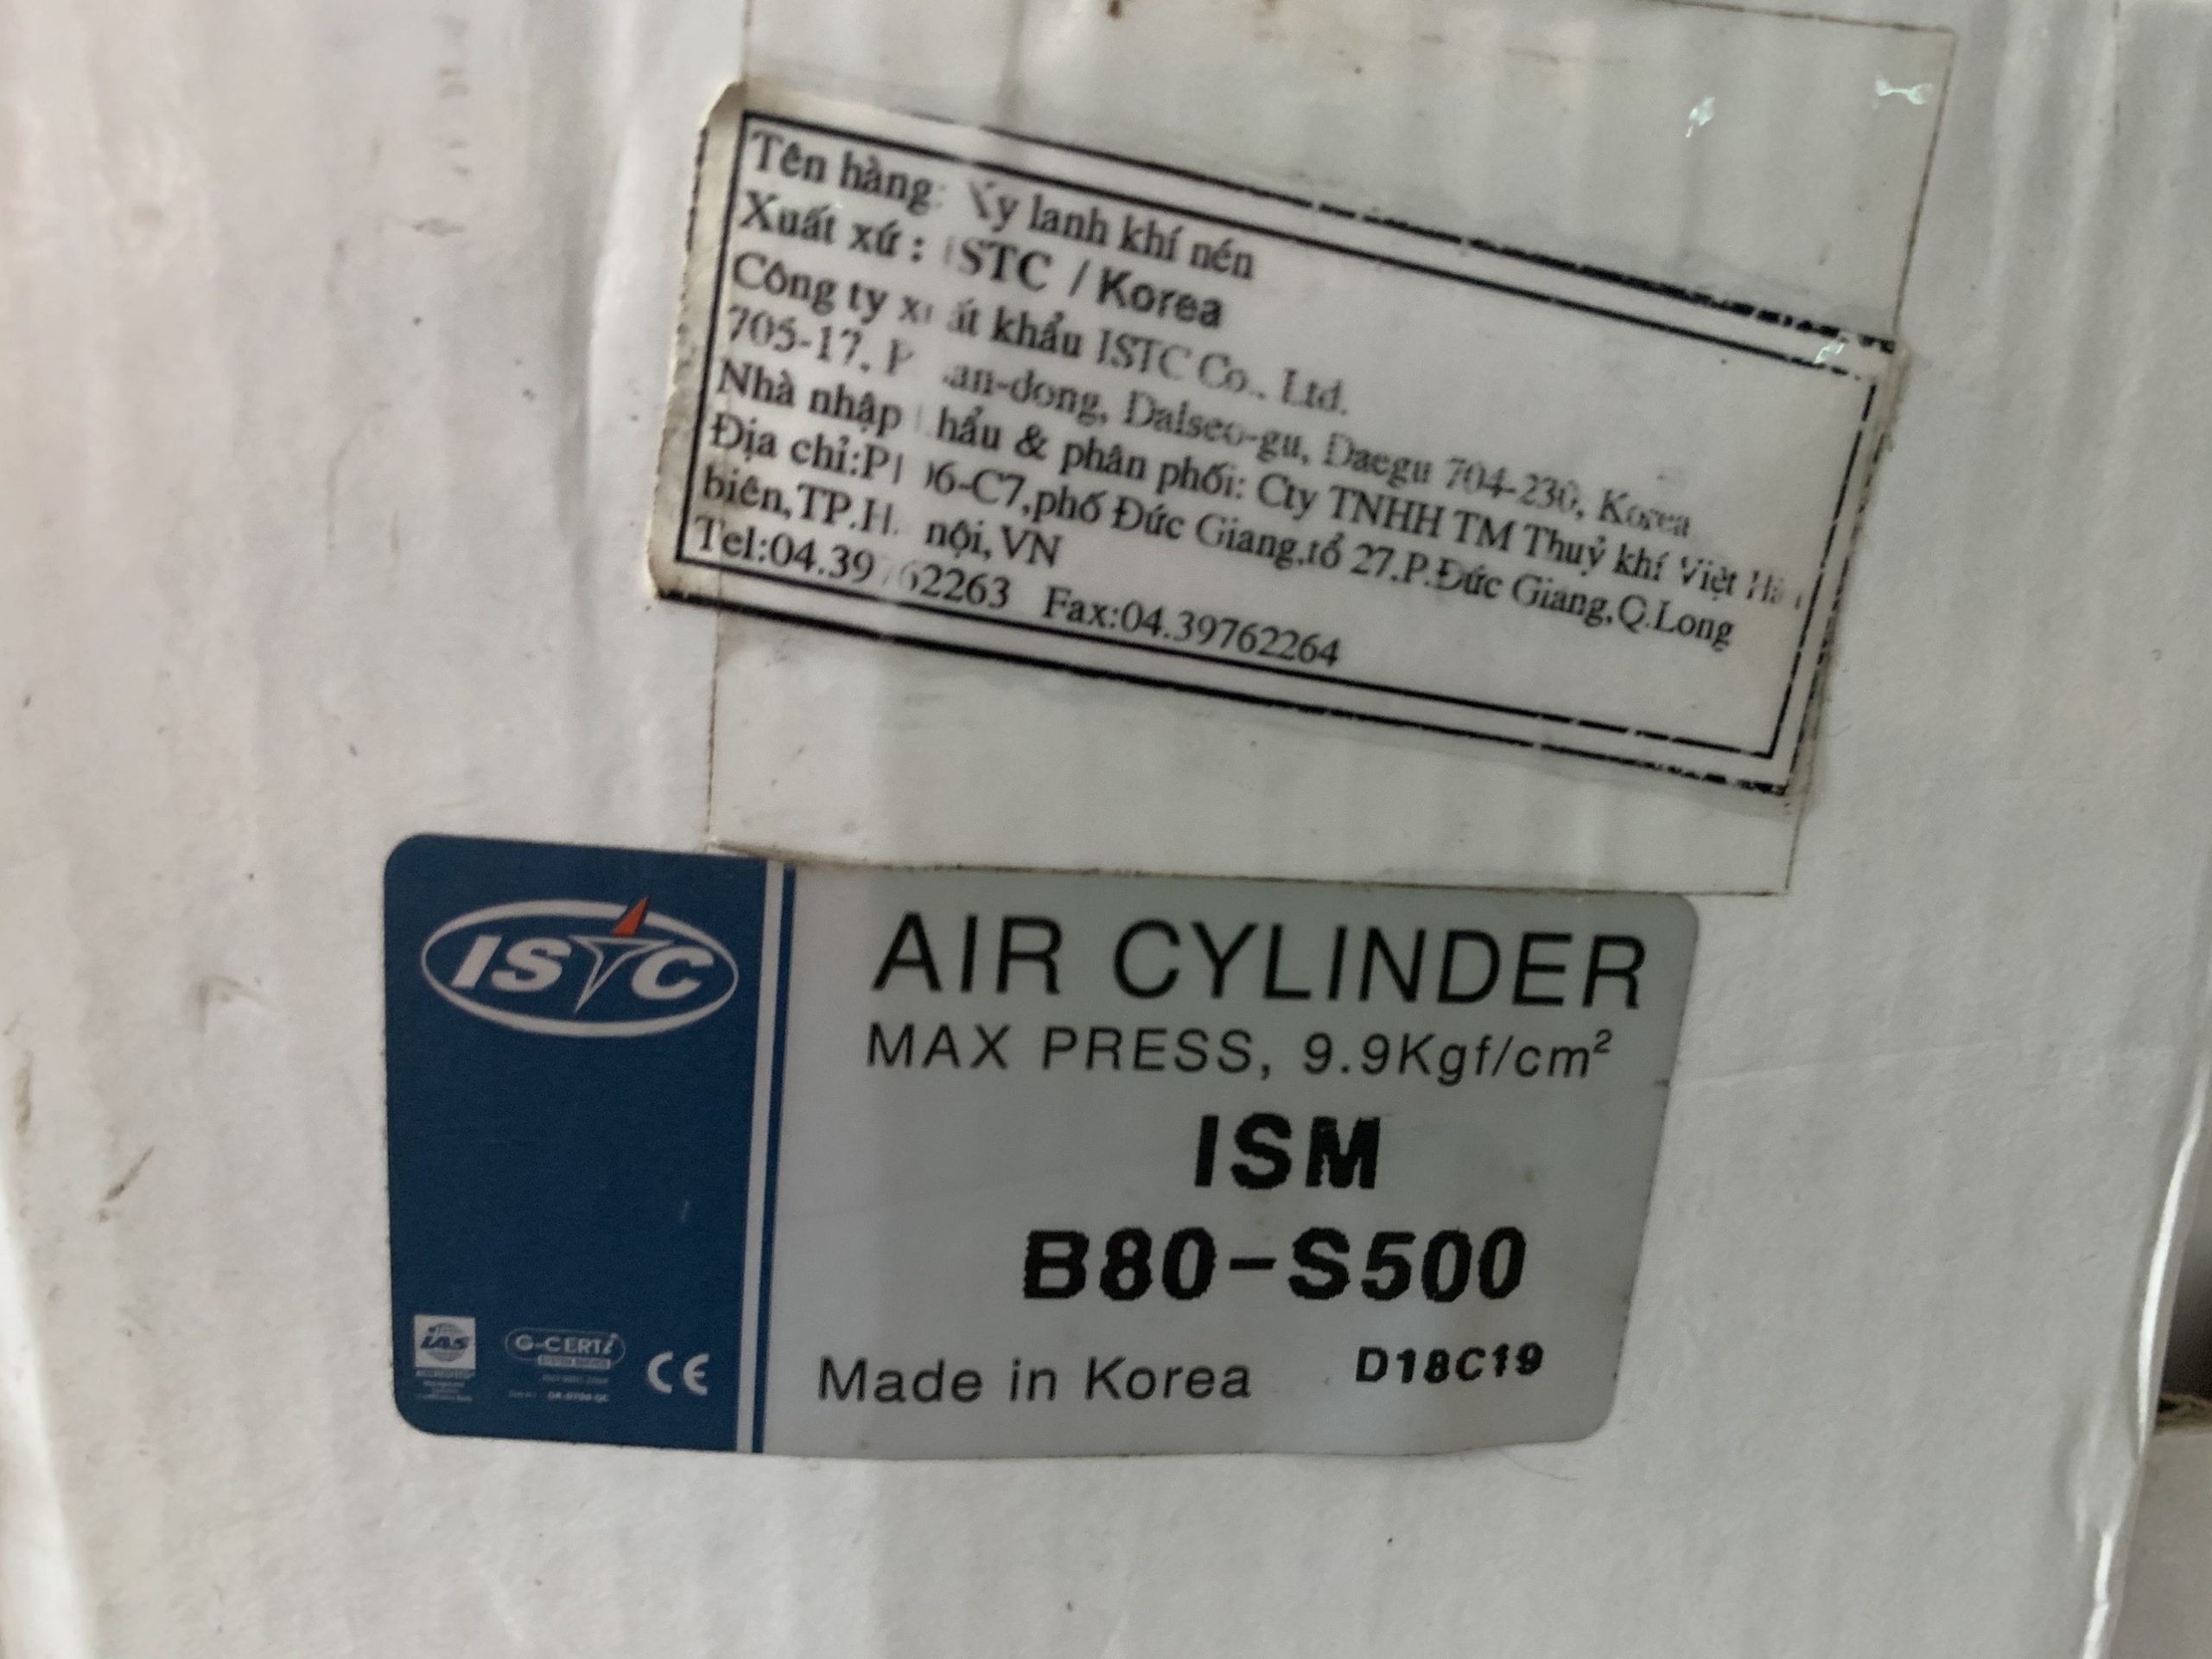 Tên hàng: Xy lanh khí nén
Xuất xứ : ISTC / Korea
Công ty xuất khẩu ISTC Co., Ltd.
705-17, an-dong, Dalseo-gu, Daegu 704-230, Korea
Nhà nhập khẩu & phân phối: Cty TNHH TM Thuỷ khí Việt
Địa chỉ: 06-C7,phố Đức Giang,tổ 27.P.Đức Giang,Q.Long
biên,TP.Hà nội,VN
Tel:04.39762263 Fax:04.39762264
ISTC
AIR CYLINDER
MAX PRESS, 9.9Kgf/cm²
ISM
B80-S500
Made in Korea D18C19
IAS
ACCREDITED
G-CERTi
CE